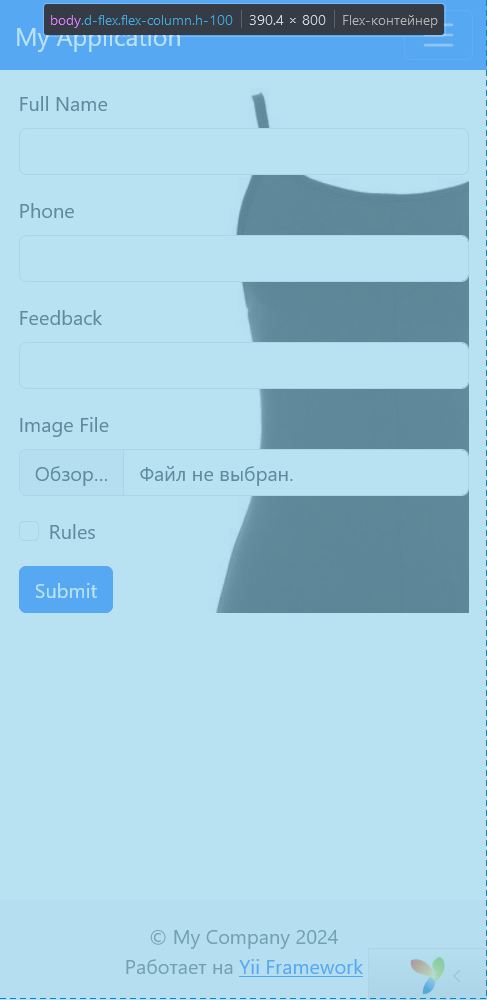 body.d-flex.flex-column.h-100 390.4 × 800 Flex-контейнер
My Application
Full Name
Phone
Feedback
Image File
Обзор... Файл не выбран.
Rules
Submit
© My Company 2024
Работает на Yii Framework